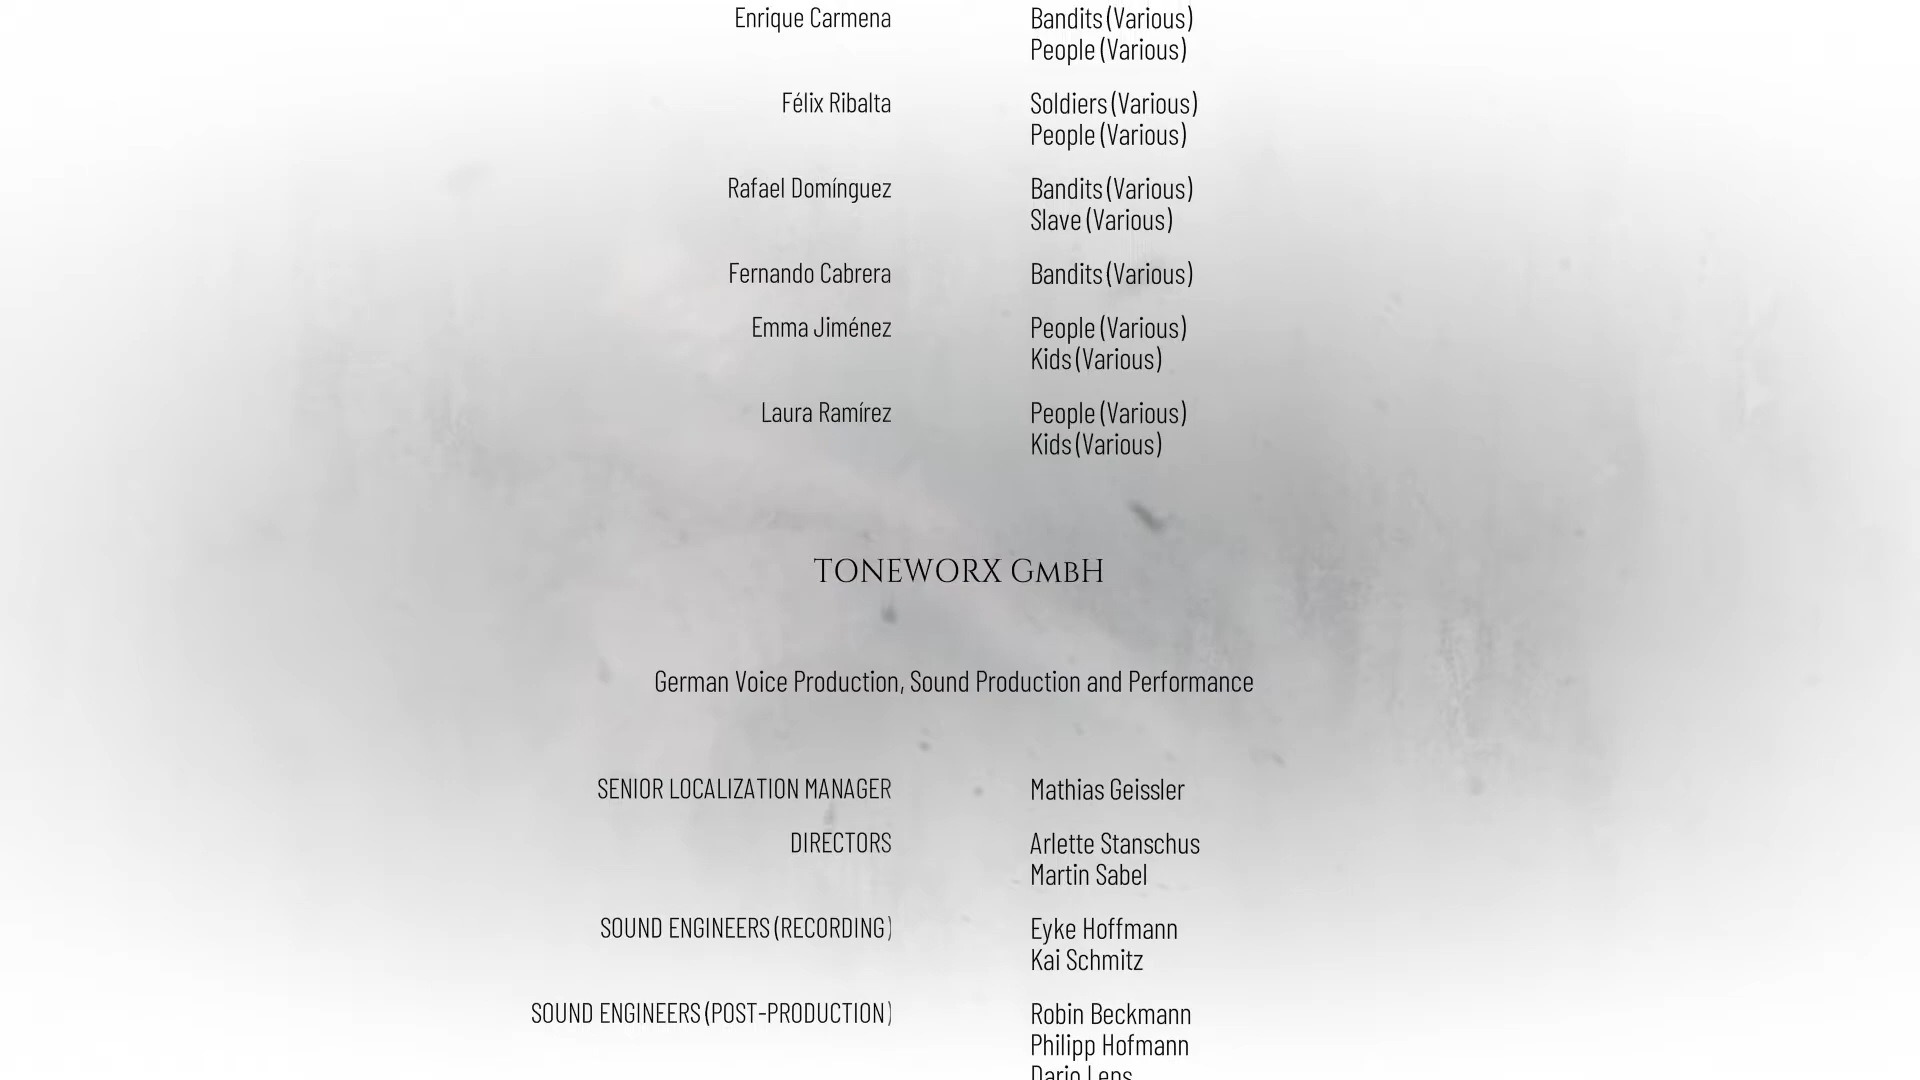 Enrique Carmena Bandits (Various)
People (Various)
Félix Ribalta Soldiers (Various)
People (Various)
Rafael Domínguez Bandits (Various)
Slave (Various)
Fernando Cabrera Bandits (Various)
Emma Jiménez People (Various)
Kids (Various)
Laura Ramírez People (Various)
Kids (Various)
TONEWORX GMBH
German Voice Production, Sound Production and Performance
SENIOR LOCALIZATION MANAGER Mathias Geissler
DIRECTORS Arlette Stanschus
Martin Sabel
SOUND ENGINEERS (RECORDING) Eyke Hoffmann
Kai Schmitz
SOUND ENGINEERS (POST-PRODUCTION) Robin Beckmann
Philipp Hofmann
Dario